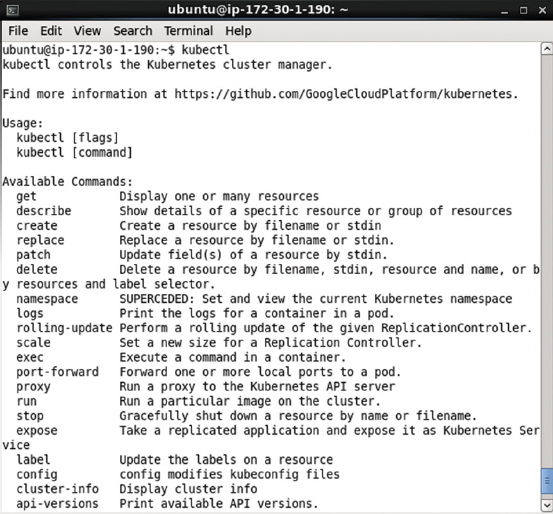 ubuntu@ip-172-30-1-190: ~
File Edit View Search Terminal Help
ubuntu@ip-172-30-1-190:~$ kubectl
kubectl controls the Kubernetes cluster manager.
Find more information at https://github.com/GoogleCloudPlatform/kubernetes.
Usage:
kubectl [flags]
kubectl [command]
Available Commands:
get Display one or many resources
describe Show details of a specific resource or group of resources
create Create a resource by filename or stdin
replace Replace a resource by filename or stdin.
patch Update field(s) of a resource by stdin.
delete Delete a resource by filename, stdin, resource and name, or b
y resources and label selector.
namespace SUPERCEDED: Set and view the current Kubernetes namespace
logs Print the logs for a container in a pod.
rolling-update Perform a rolling update of the given ReplicationController.
scale Set a new size for a Replication Controller.
exec Execute a command in a container.
port-forward Forward one or more local ports to a pod.
proxy Run a proxy to the Kubernetes API server
run Run a particular image on the cluster.
stop Gracefully shut down a resource by name or filename.
expose Take a replicated application and expose it as Kubernetes Ser
vice
label Update the labels on a resource
config config modifies kubeconfig files
cluster-info Display cluster info
api-versions Print available API versions.